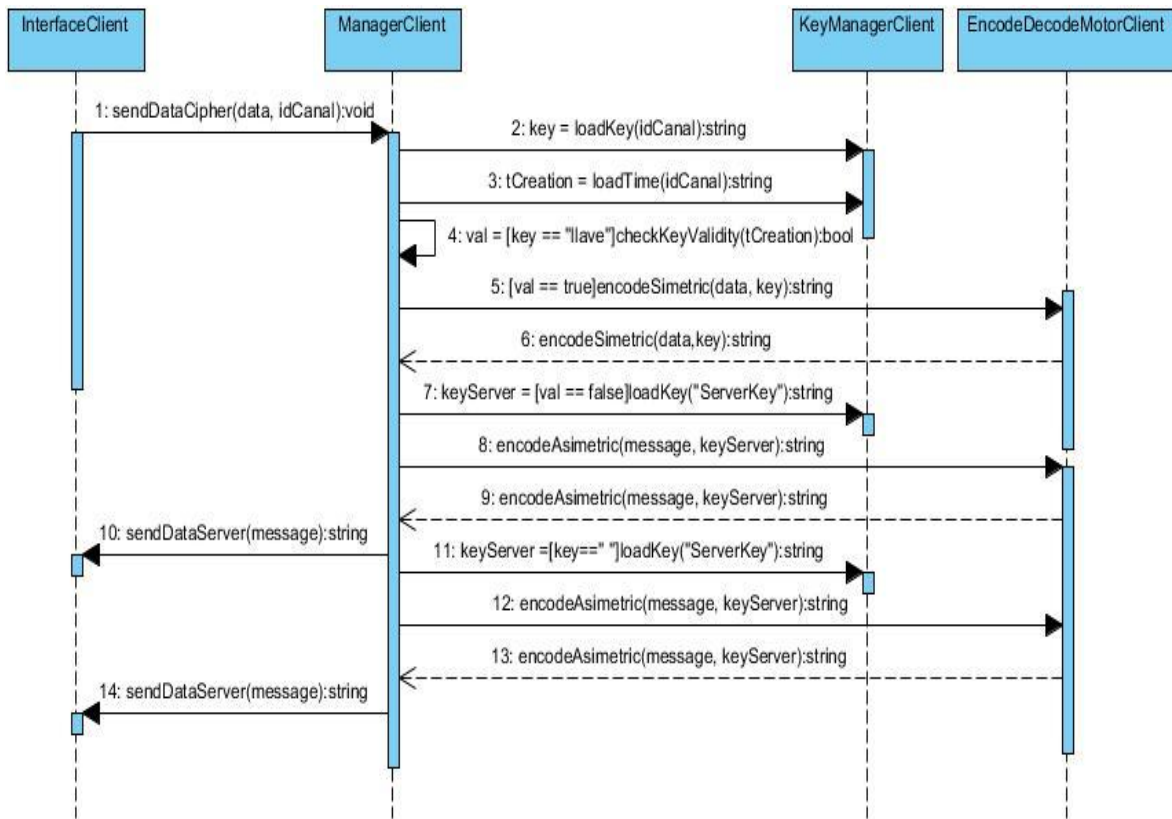 InterfaceClient
ManagerClient
KeyManagerClient
EncodeDecodeMotorClient
1: sendDataCipher(data, idCanal):void
2: key = loadKey(idCanal):string
3: tCreation = loadTime(idCanal):string
4: val = [key == "llave"]checkKeyValidity(tCreation):bool
5: [val == true]encodeSimetric(data, key):string
6: encodeSimetric(data,key):string
7: keyServer = [val == false]loadKey("ServerKey"):string
8: encodeAsimetric(message, keyServer):string
9: encodeAsimetric(message, keyServer):string
10: sendDataServer(message):string
11: keyServer =[key==" "]loadKey("ServerKey"):string
12: encodeAsimetric(message, keyServer):string
13: encodeAsimetric(message, keyServer):string
14: sendDataServer(message):string